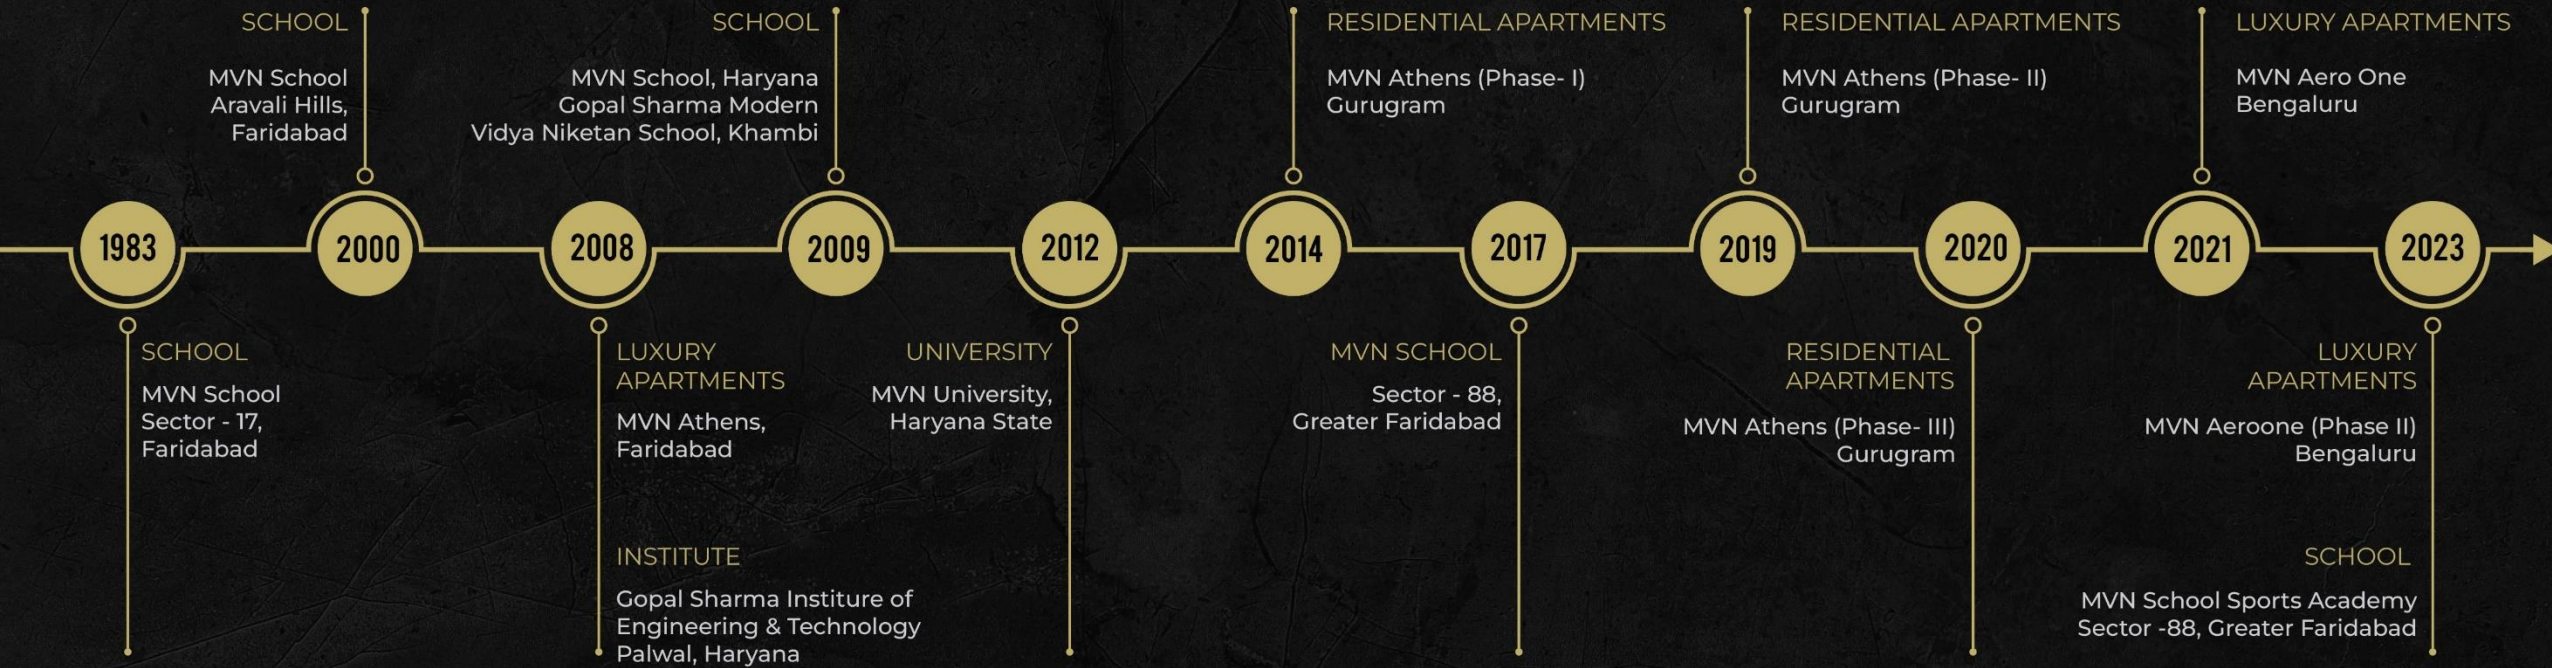 SCHOOL
MVN School
Aravali Hills,
Faridabad
SCHOOL
MVN School, Haryana
Gopal Sharma Modern
Vidya Niketan School, Khambi
RESIDENTIAL APARTMENTS
MVN Athens (Phase- I)
Gurugram
RESIDENTIAL APARTMENTS
MVN Athens (Phase- II)
Gurugram
LUXURY APARTMENTS
MVN Aero One
Bengaluru
1983
2000
2008
2009
2012
2014
2017
2019
2020
2021
2023
SCHOOL
MVN School
Sector - 17,
Faridabad
LUXURY
APARTMENTS
MVN Athens,
Faridabad
INSTITUTE
Gopal Sharma Institure of
Engineering & Technology
Palwal, Haryana
UNIVERSITY
MVN University,
Haryana State
MVN SCHOOL
Sector - 88,
Greater Faridabad
RESIDENTIAL
APARTMENTS
MVN Athens (Phase- III)
Gurugram
LUXURY
APARTMENTS
MVN Aeroone (Phase II)
Bengaluru
SCHOOL
MVN School Sports Academy
Sector -88, Greater Faridabad